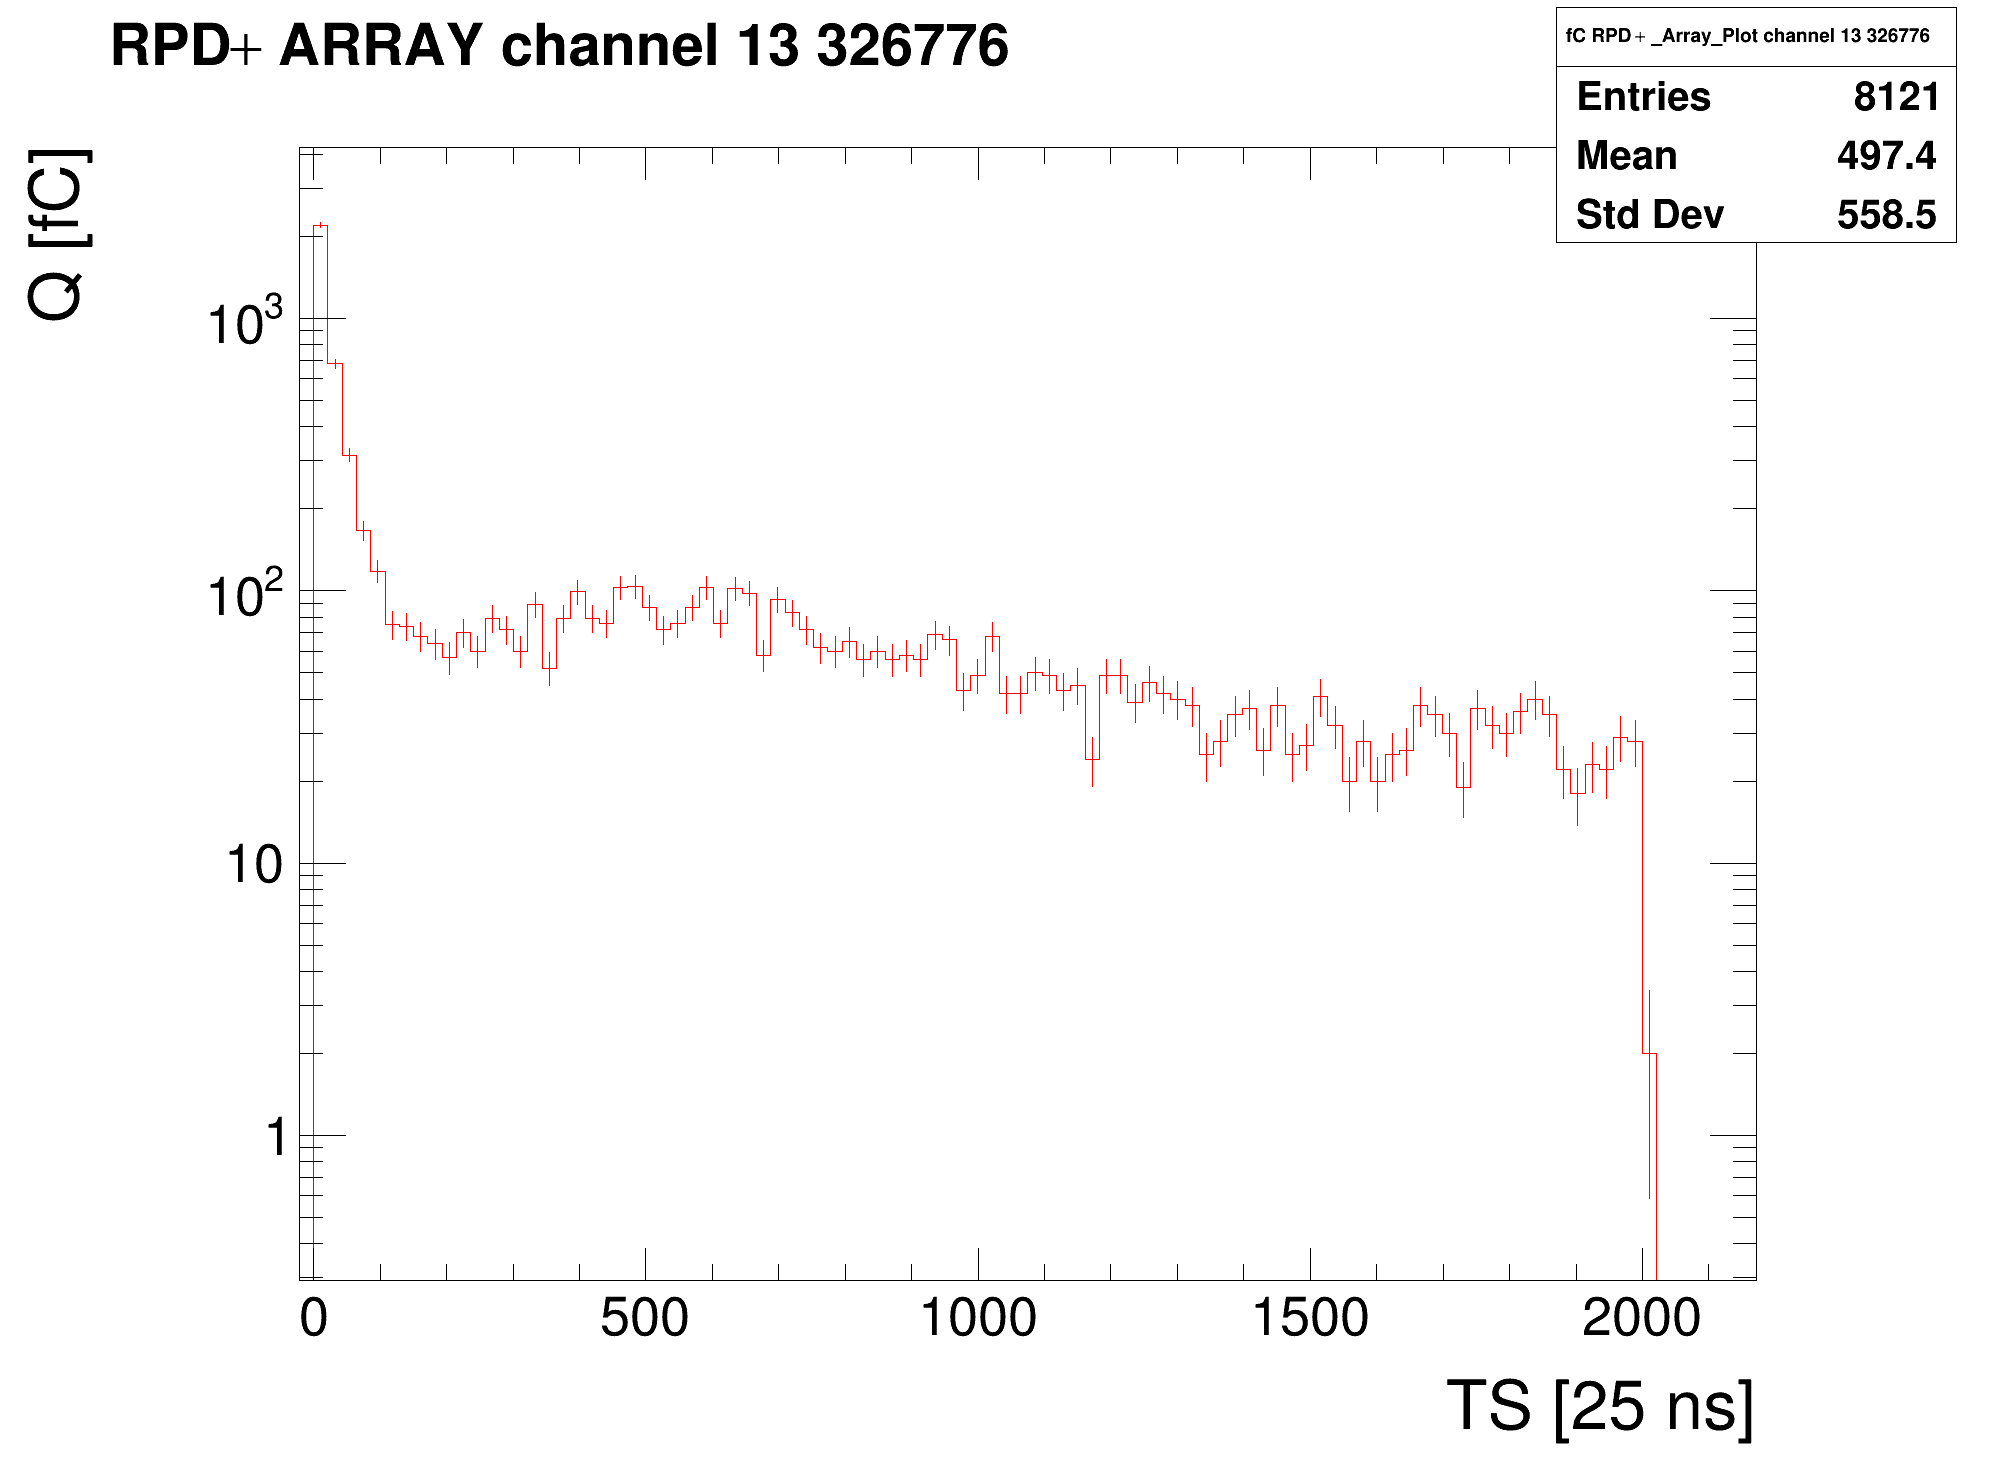 RPD+ ARRAY channel 13 326776
fC RPD+ _Array_Plot channel 13 326776
Entries 8121
Mean 497.4
Std Dev 558.5
Q [fC]
10³
10²
10
1
0 500 1000 1500 2000
TS [25 ns]